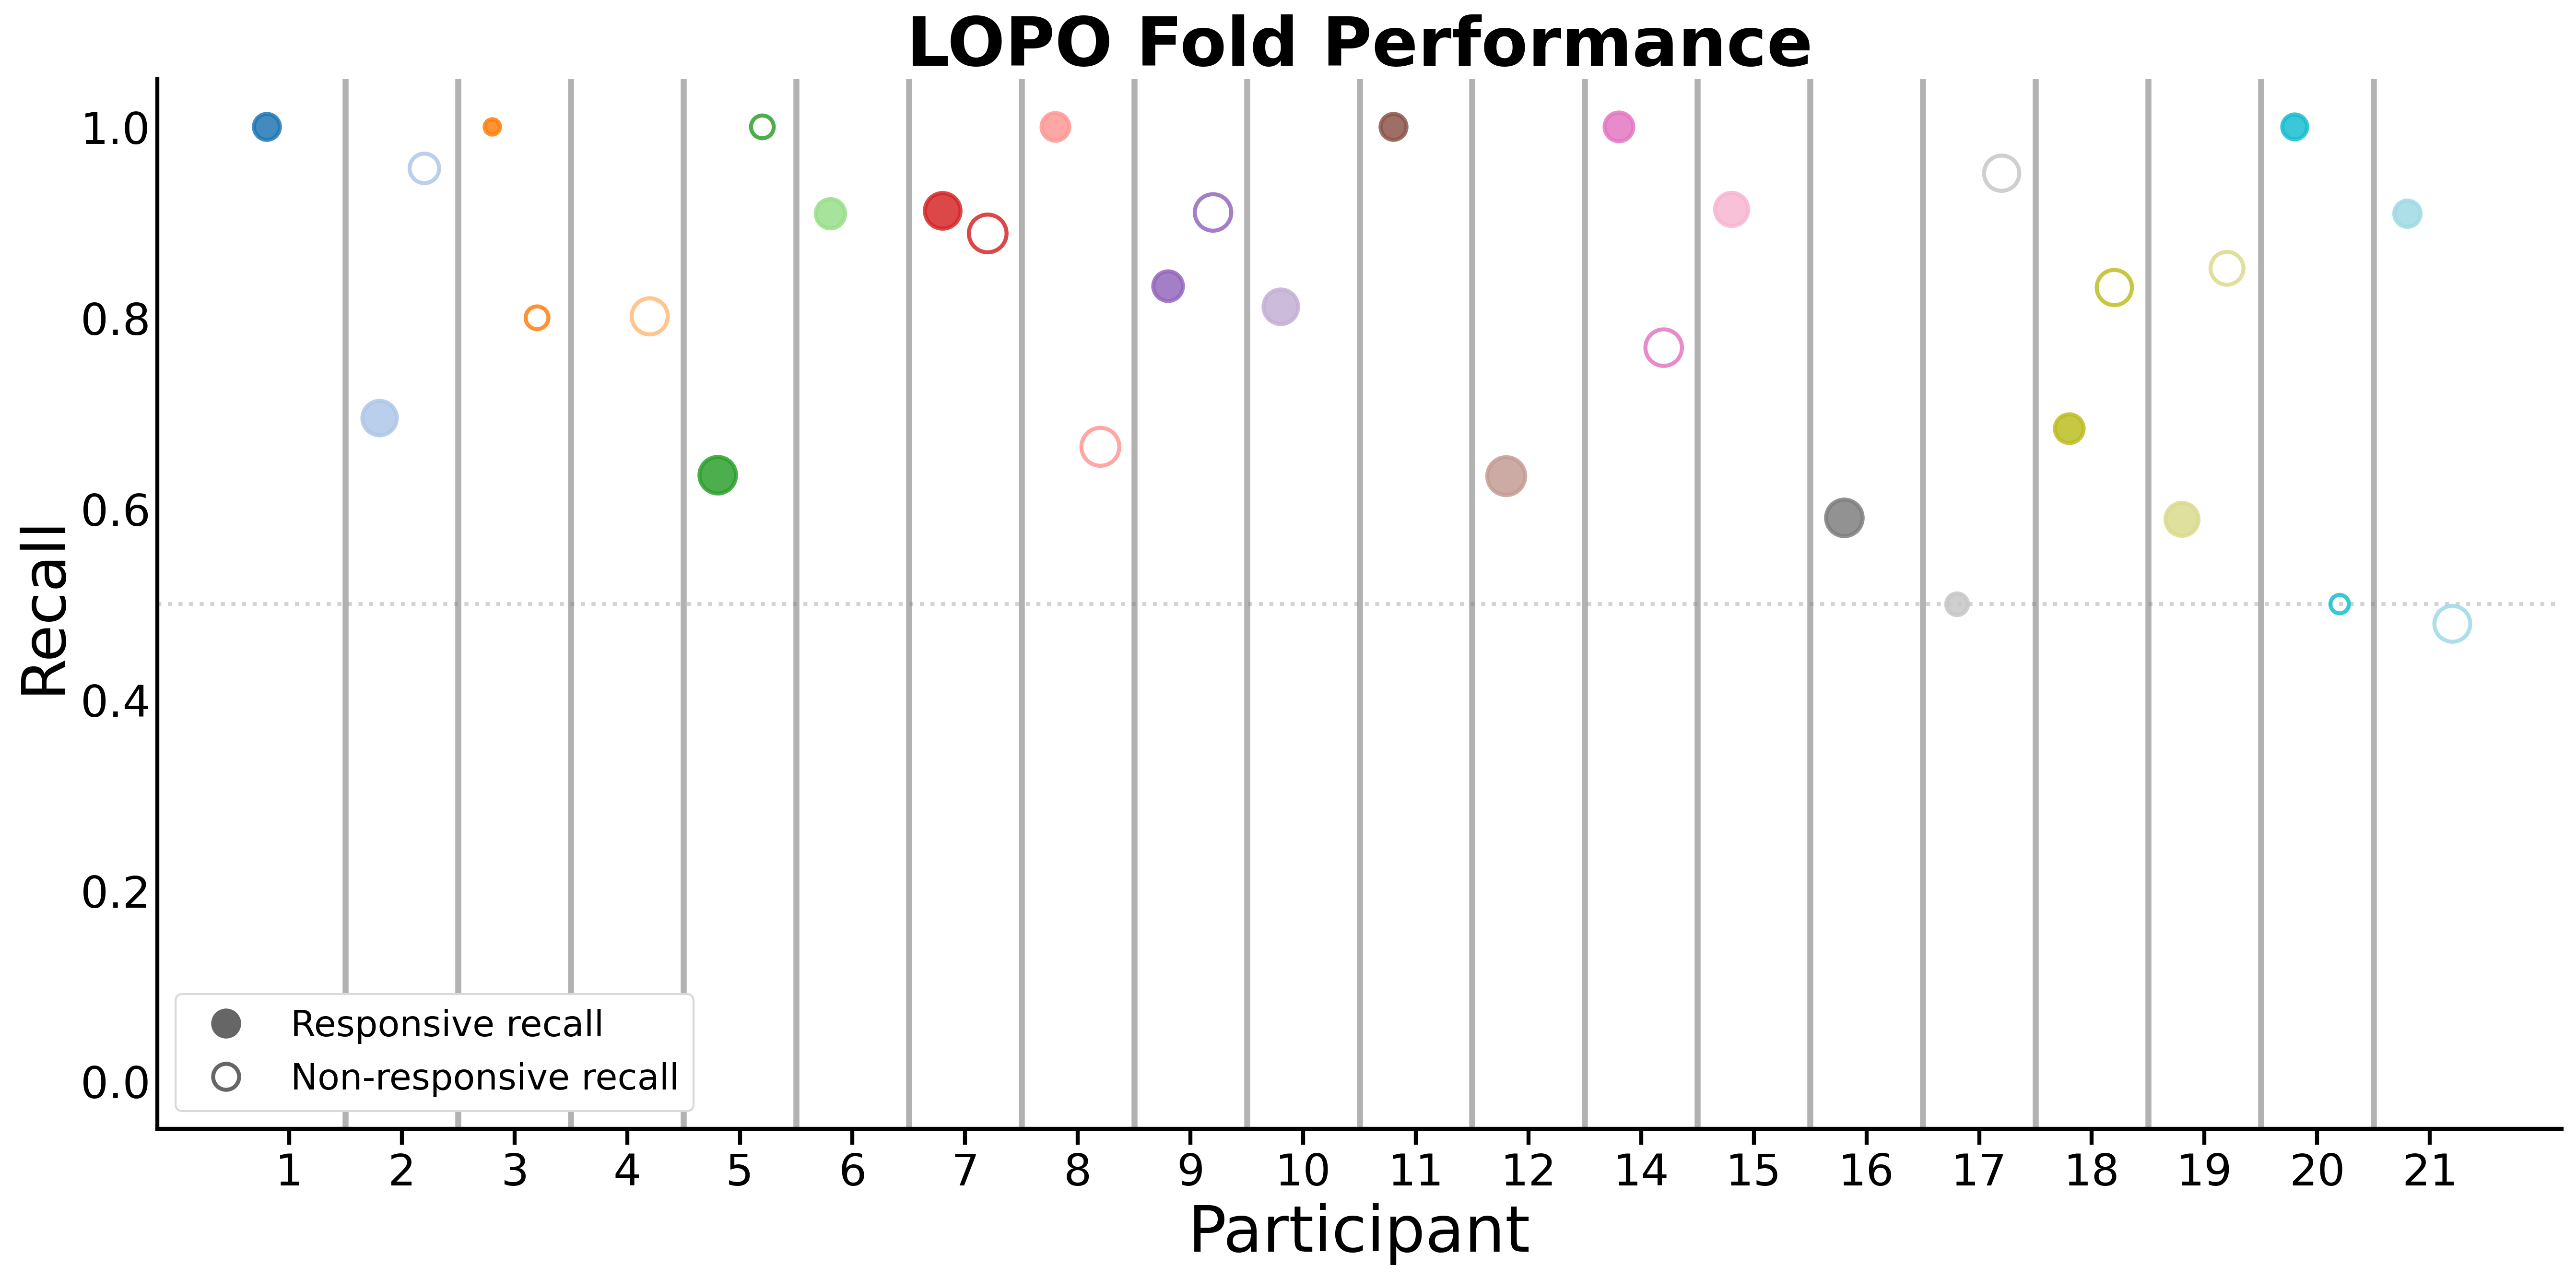 LOPO Fold Performance
Recall
1.0
0.8
0.6
0.4
0.2
0.0
Responsive recall
Non-responsive recall
1 2 3 4 5 6 7 8 9 10 11 12 14 15 16 17 18 19 20 21
Participant